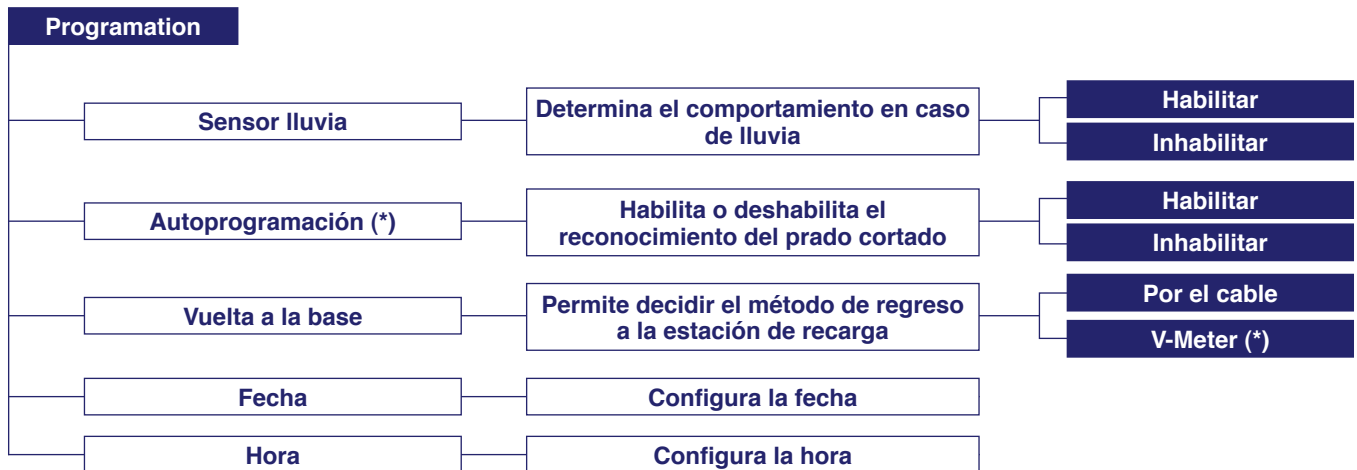 Programation
Sensor lluvia
Determina el comportamiento en caso
de lluvia
Habilitar
Inhabilitar
Autoprogramación (*)
Habilita o deshabilita el
reconocimiento del prado cortado
Habilitar
Inhabilitar
Vuelta a la base
Permite decidir el método de regreso
a la estación de recarga
Por el cable
V-Meter (*)
Fecha
Configura la fecha
Hora
Configura la hora